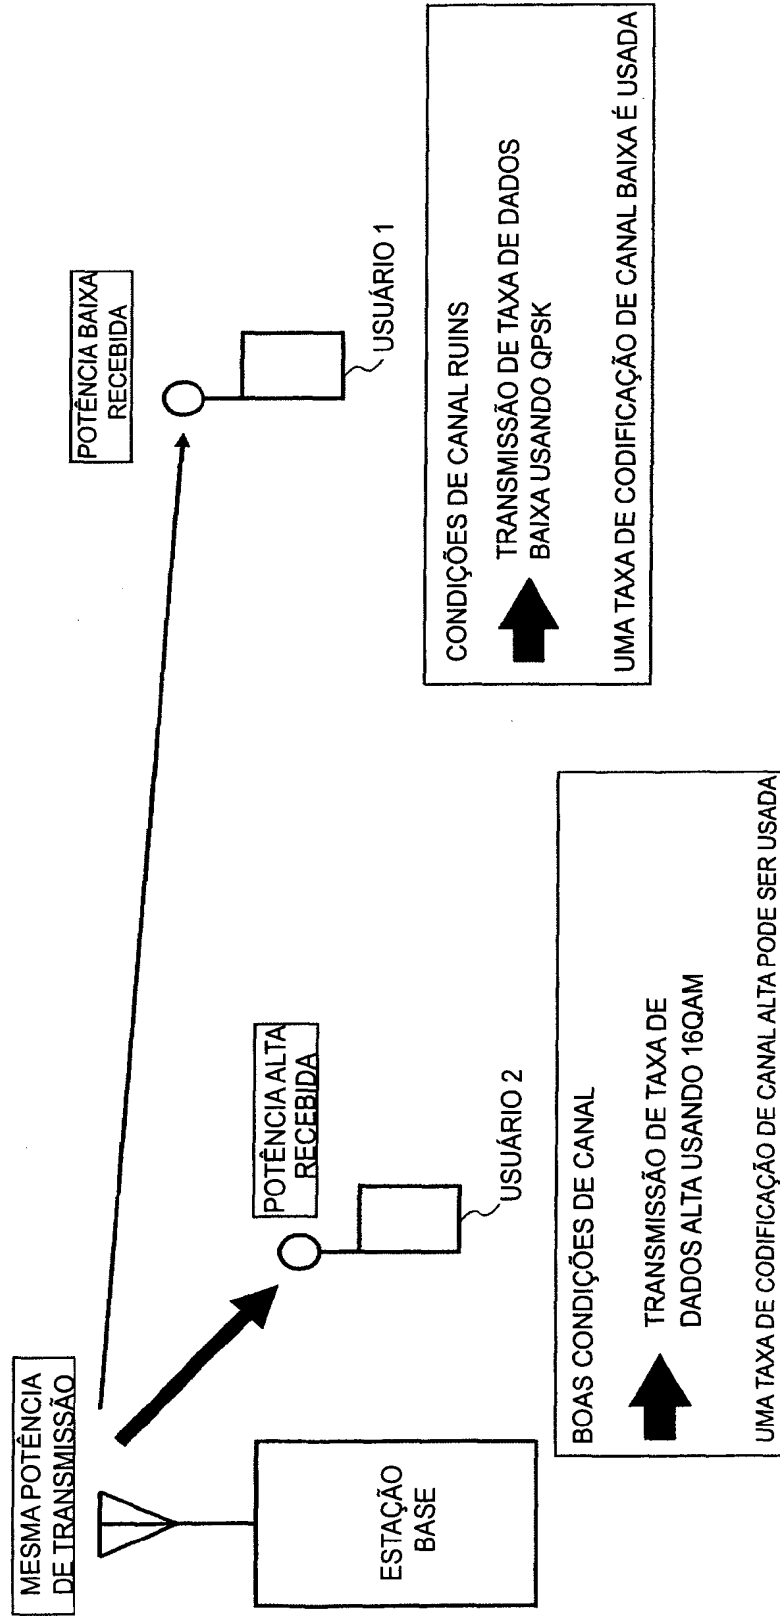 MESMA POTÊNCIA
DE TRANSMISSÃO
ESTAÇÃO
BASE
POTÊNCIA ALTA
RECEBIDA
USUÁRIO 2
POTÊNCIA BAIXA
RECEBIDA
USUÁRIO 1
BOAS CONDIÇÕES DE CANAL
TRANSMISSÃO DE TAXA DE
DADOS ALTA USANDO 16QAM
UMA TAXA DE CODIFICAÇÃO DE CANAL ALTA PODE SER USADA
CONDIÇÕES DE CANAL RUINS
TRANSMISSÃO DE TAXA DE DADOS
BAIXA USANDO QPSK
UMA TAXA DE CODIFICAÇÃO DE CANAL BAIXA É USADA